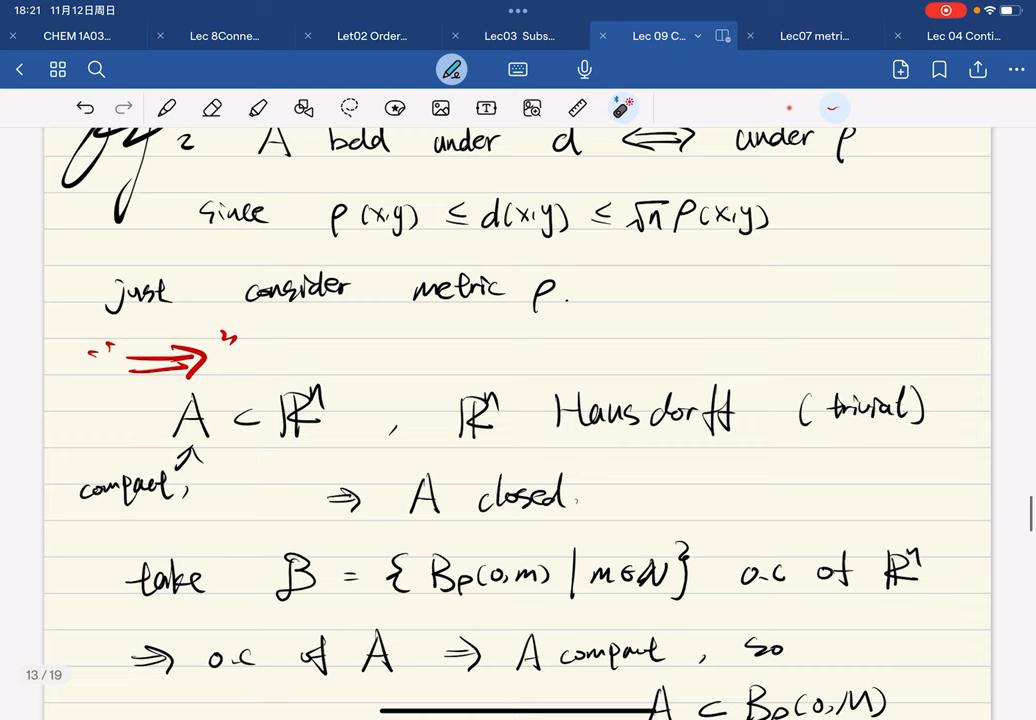 18:21 11月12日周日
CHEM 1A03... Lec 8Conne... Let02 Order... Lec03 Subs... Lec 09 C... Lec07 metri... Lec 04 Conti...
2 A bdd under d ⟺ under ρ
since ρ(x,y) ≤ d(x,y) ≤ √n ρ(x,y)
just consider metric ρ.
"⟹"
A ⊂ ℝⁿ , ℝⁿ Hausdorff (trivial)
compact, ⇒ A closed.
take ℬ = { Bρ(0,m) | m∈ℕ } o.c of ℝⁿ
⇒ o.c of A ⇒ A compact, so
13 / 19
A ⊂ Bρ(0,M)